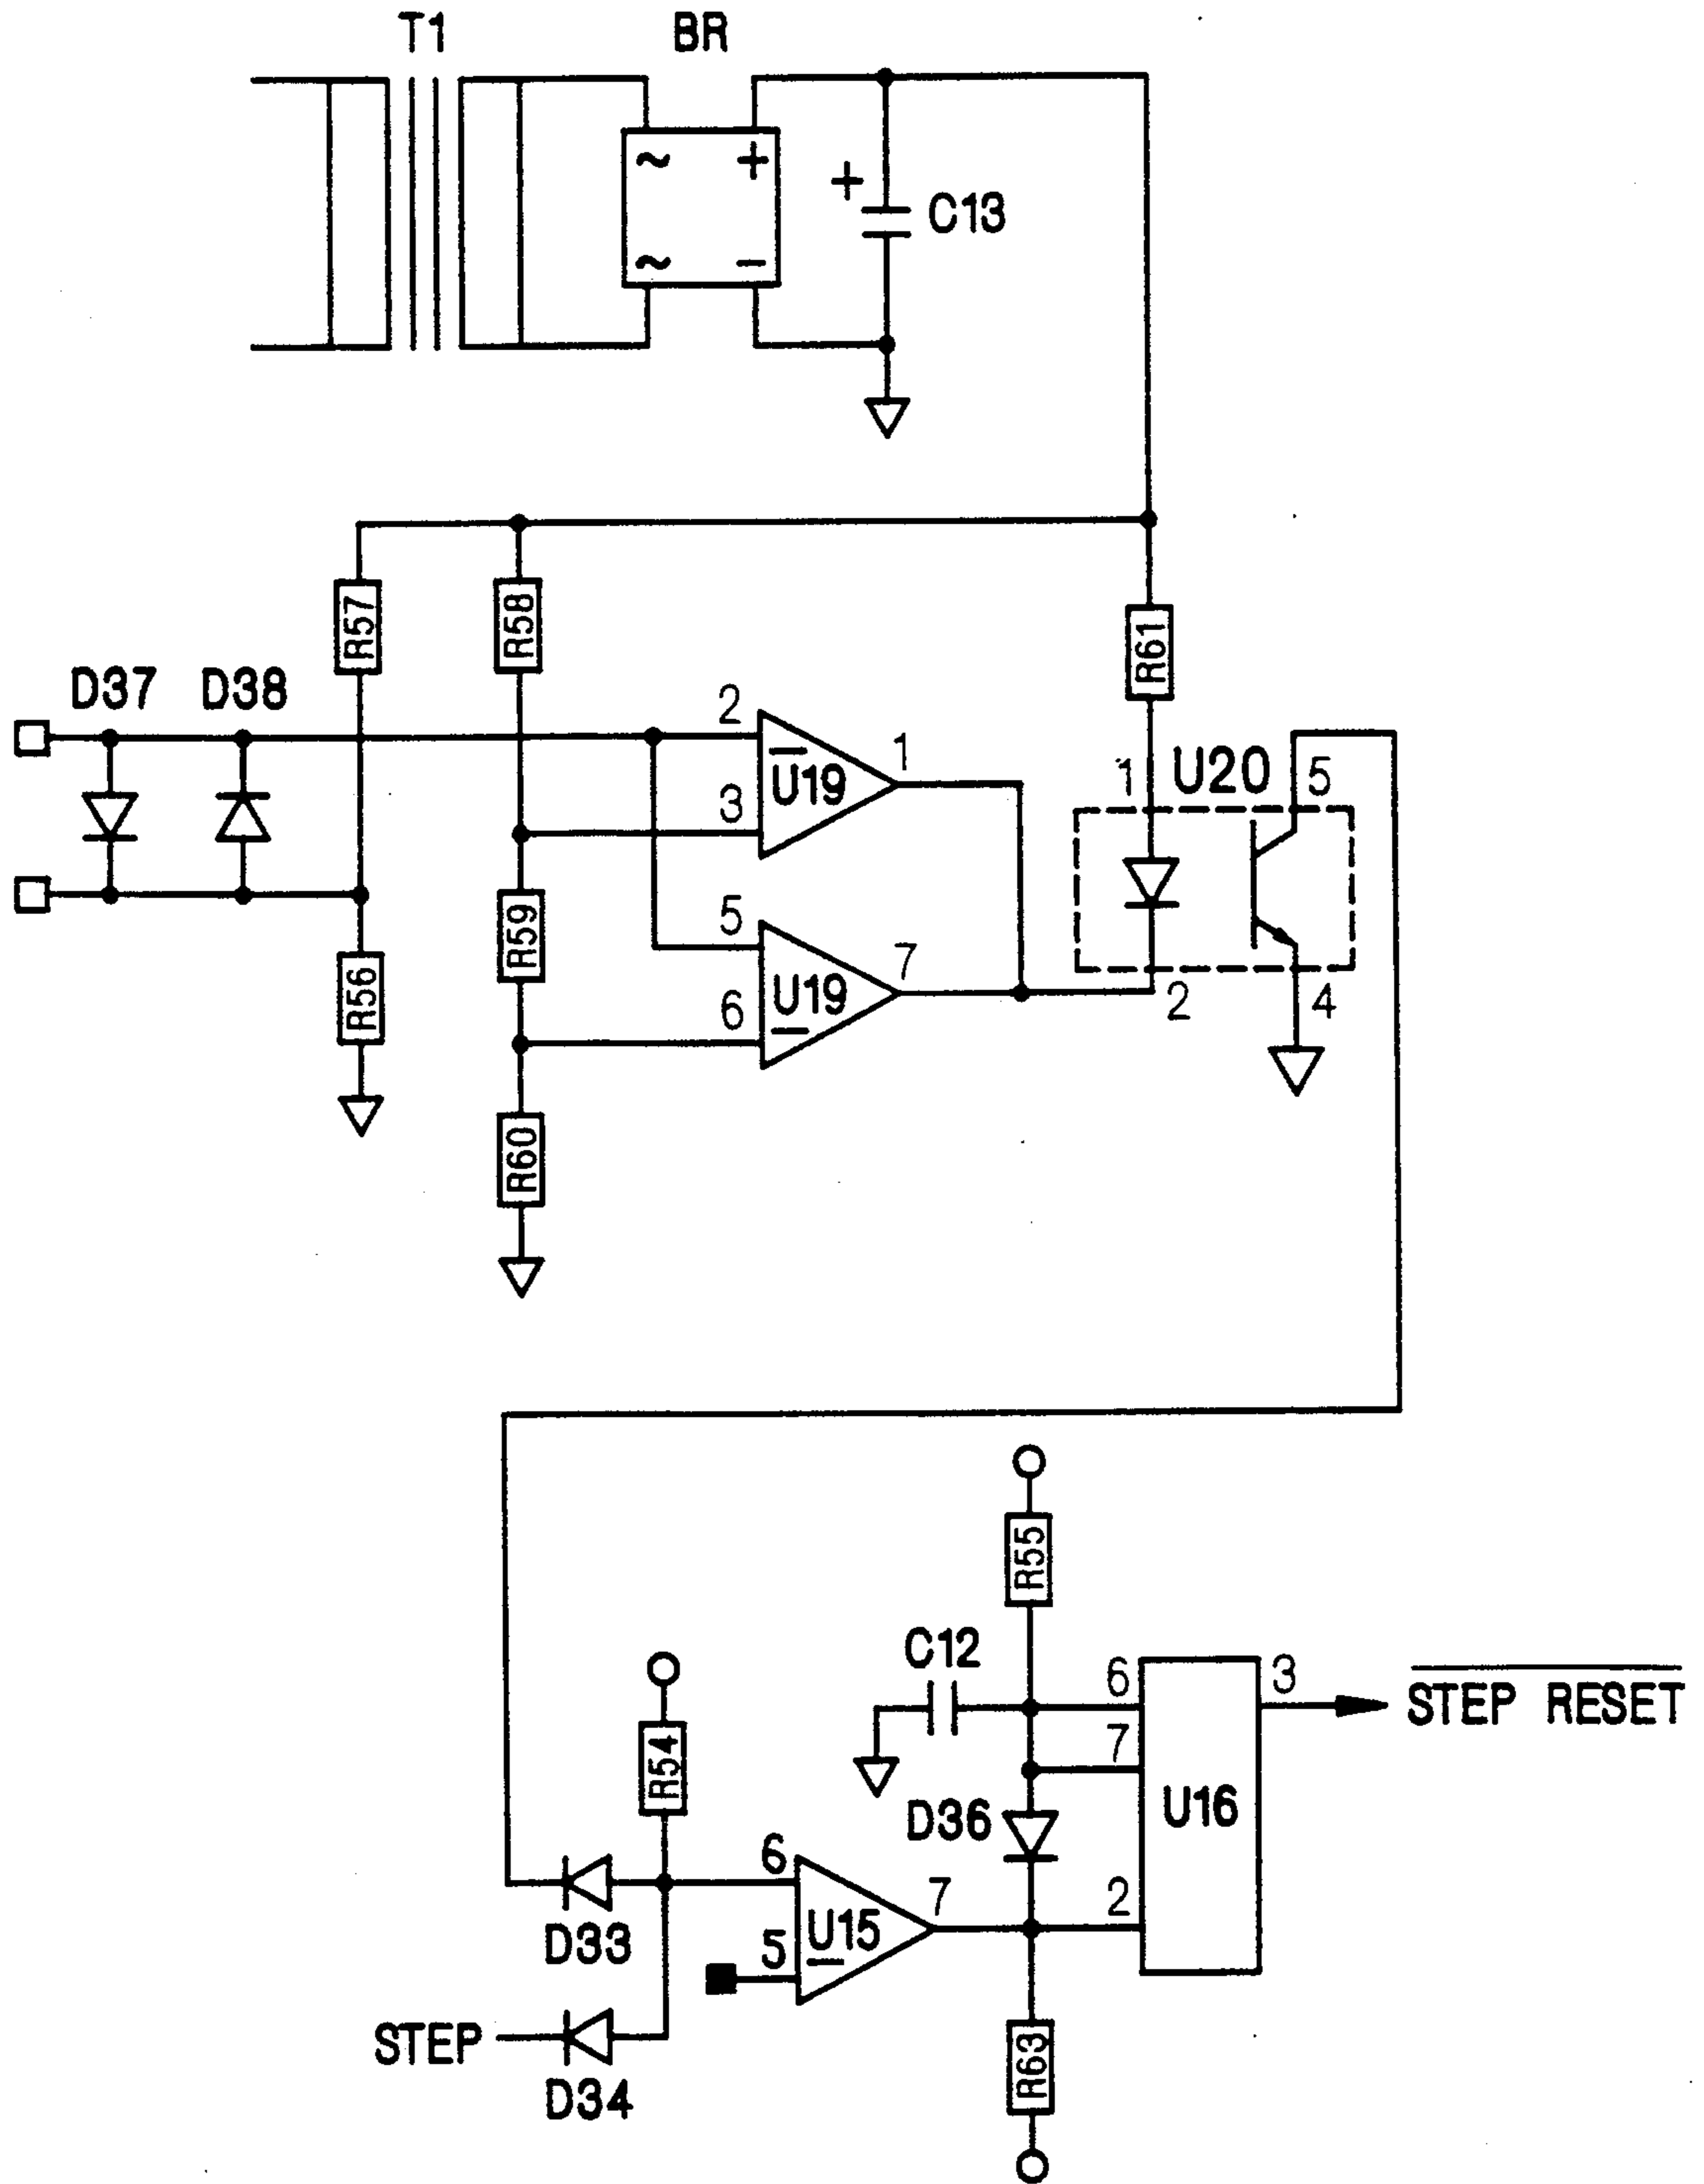 T1 BR
~ +
+
C13
~ −
R57
R58
R61
D37 D38
2
1
U19
3
1
U20
5
R59
5
7
U19
6
R56
2
4
R60
R55
C12
6
3
STEP RESET
7
R54
D36
U16
6
7
2
D33
5
U15
STEP
R63
D34